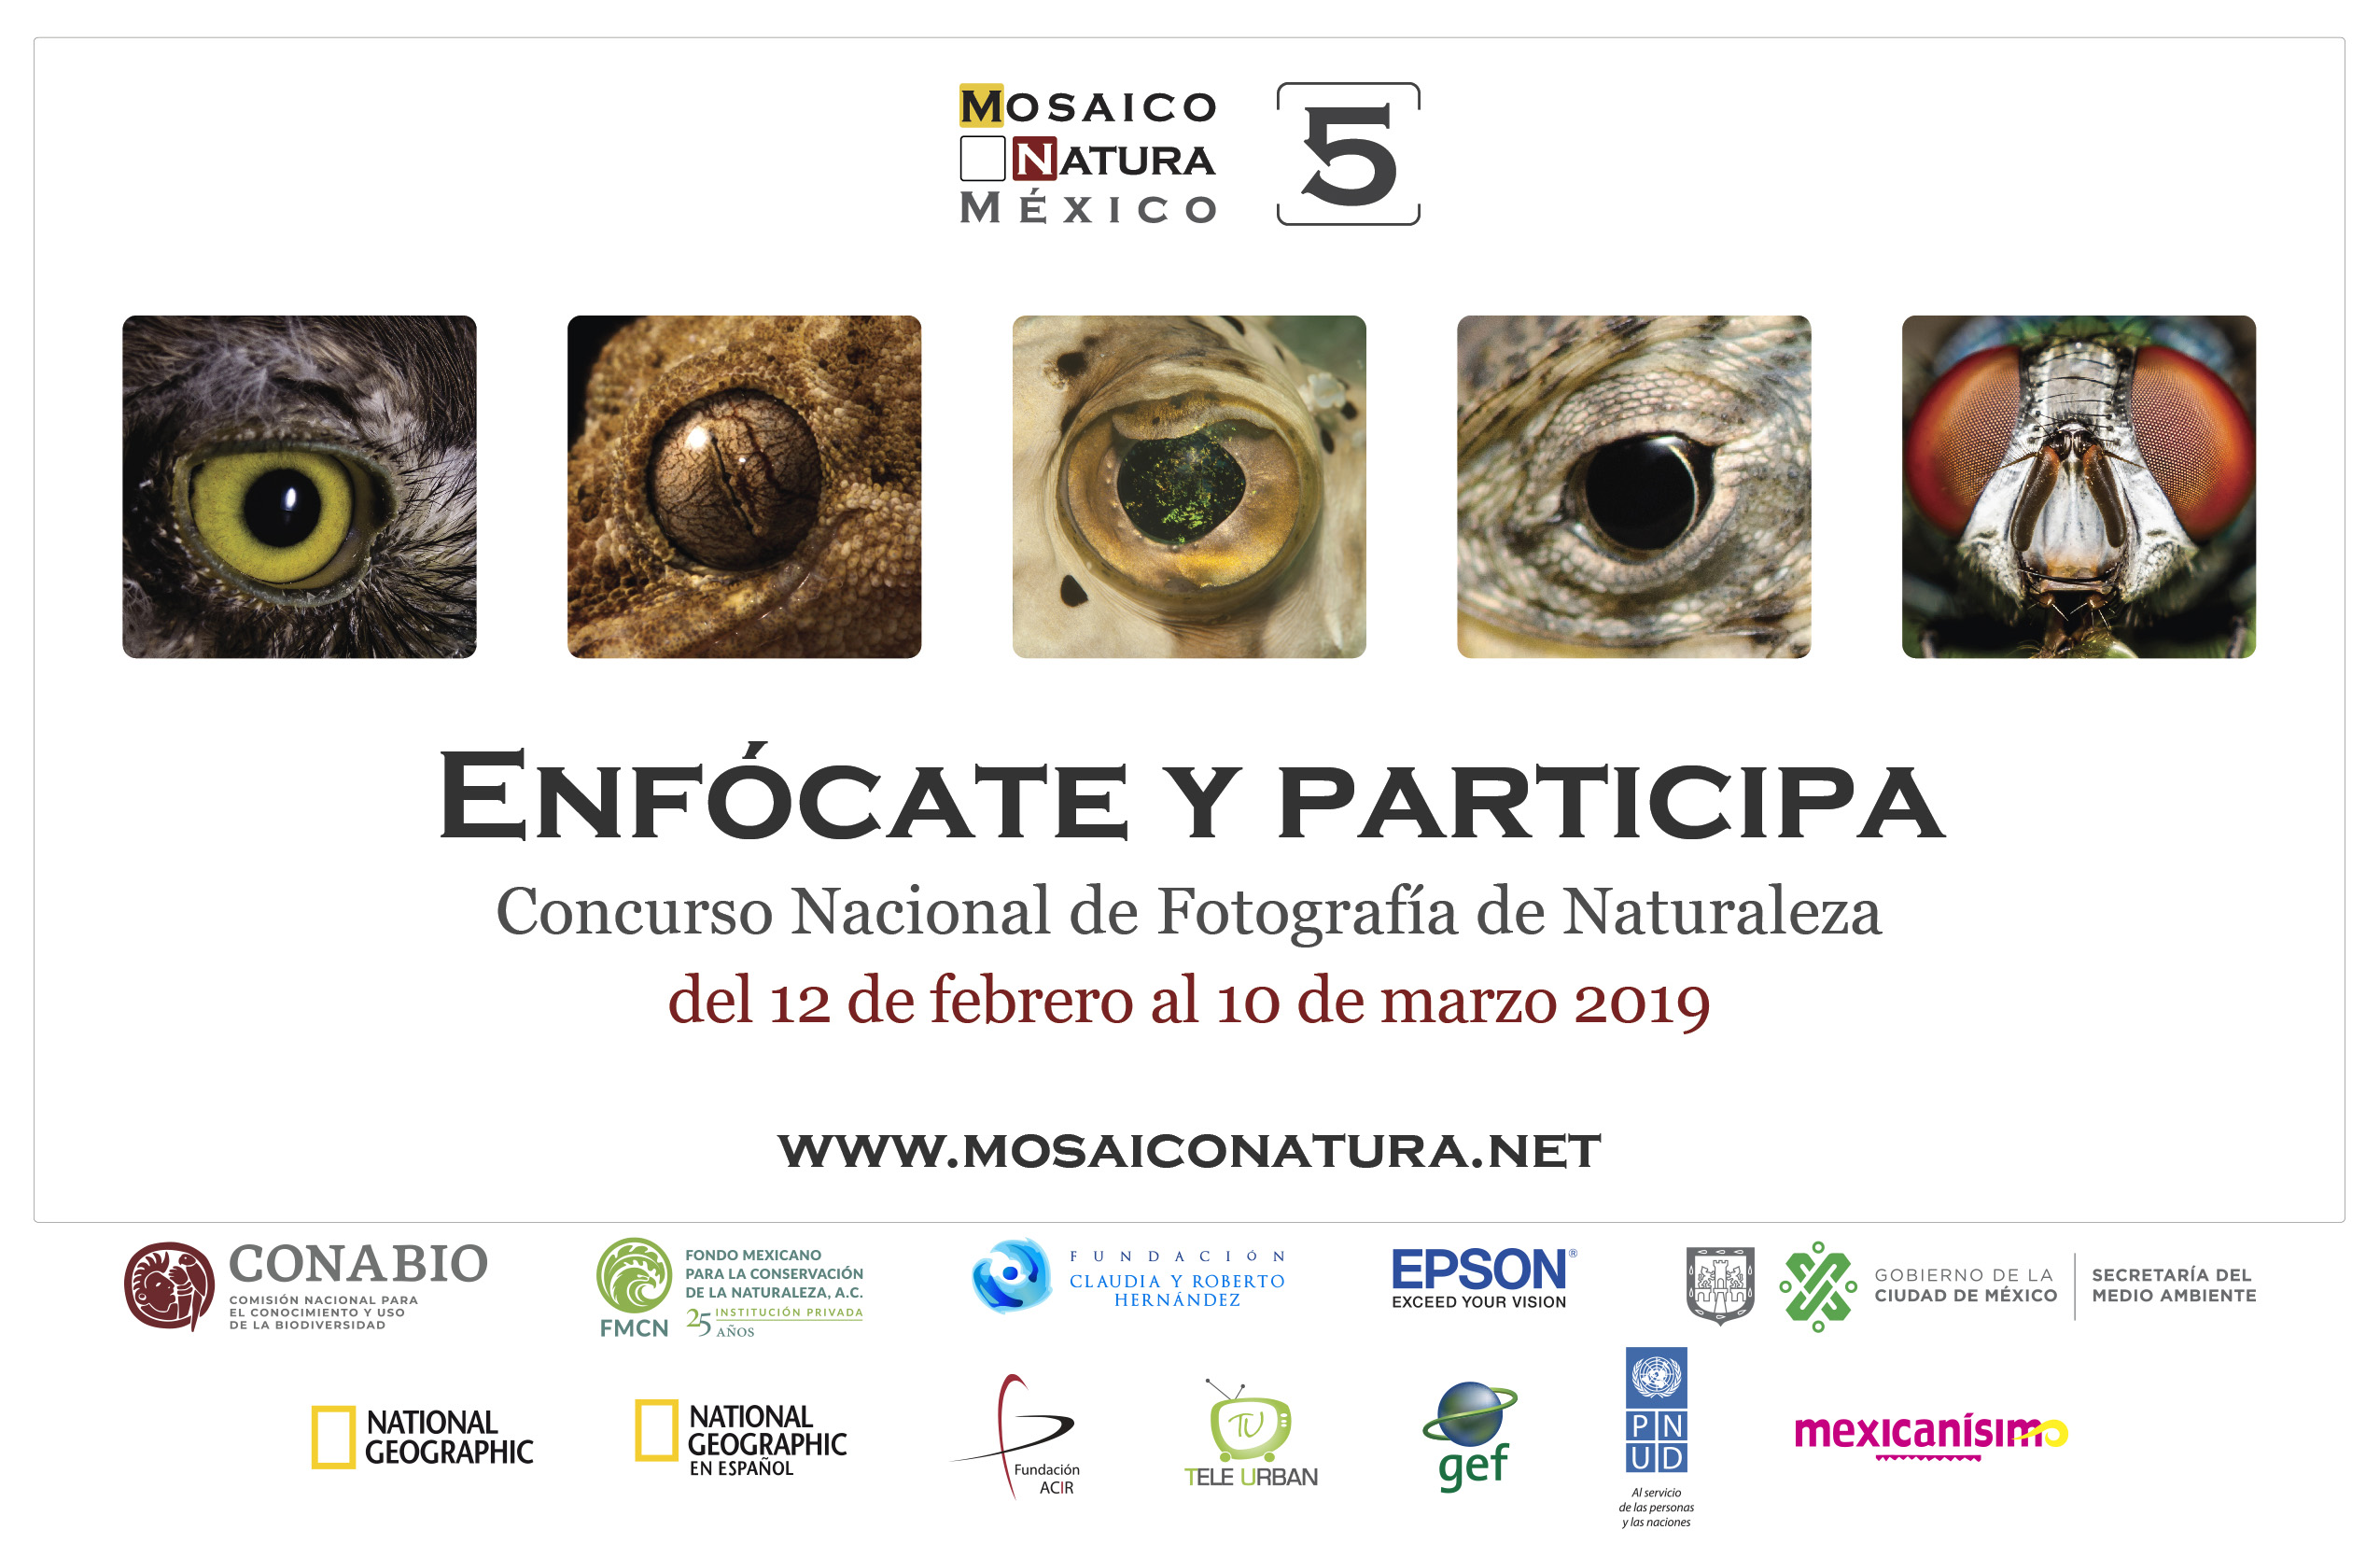 MOSAICO
NATURA
MÉXICO
5
ENFÓCATE Y PARTICIPA
Concurso Nacional de Fotografía de Naturaleza
del 12 de febrero al 10 de marzo 2019
WWW.MOSAICONATURA.NET
CONABIO
COMISIÓN NACIONAL PARA
EL CONOCIMIENTO Y USO
DE LA BIODIVERSIDAD
FMCN
FONDO MEXICANO
PARA LA CONSERVACIÓN
DE LA NATURALEZA, A.C.
25 INSTITUCIÓN PRIVADA
AÑOS
FUNDACIÓN
CLAUDIA Y ROBERTO
HERNÁNDEZ
EPSON®
EXCEED YOUR VISION
GOBIERNO DE LA
CIUDAD DE MÉXICO
SECRETARÍA DEL
MEDIO AMBIENTE
NATIONAL
GEOGRAPHIC
NATIONAL
GEOGRAPHIC
EN ESPAÑOL
Fundación
ACIR
TV
TELE URBAN
gef
PN
UD
Al servicio
de las personas
y las naciones
mexicanísimo